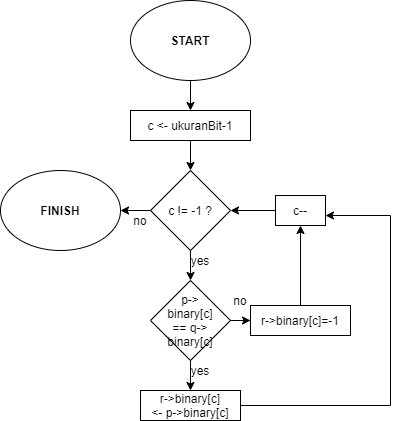 START
c <- ukuranBit-1
c != -1 ?
FINISH
no
c--
yes
p->
binary[c]
== q->
binary[c]
no
r->binary[c]=-1
yes
r->binary[c]
<- p->binary[c]